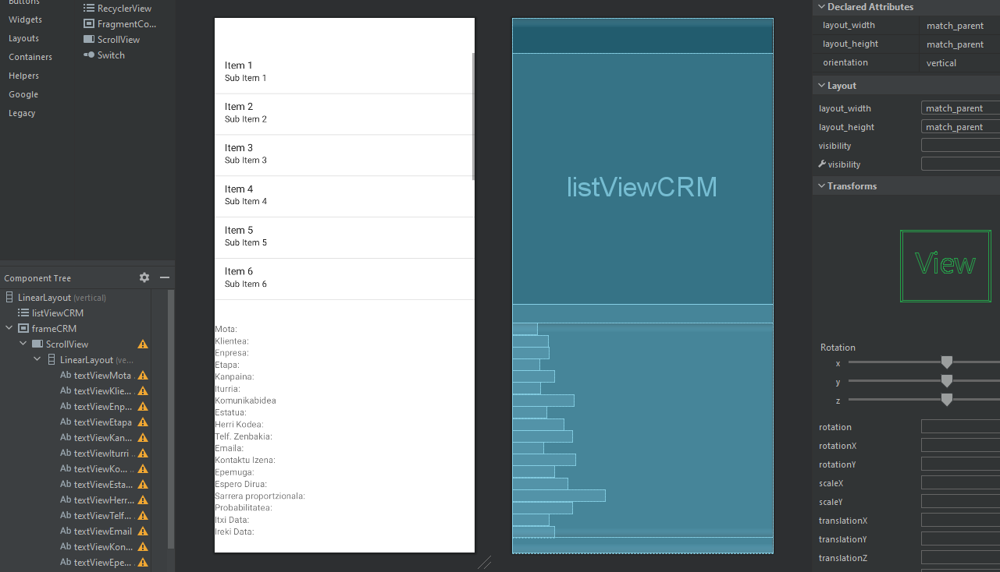 Buttons
Widgets
Layouts
Containers
Helpers
Google
Legacy
RecyclerView
FragmentCo...
ScrollView
Switch
Component Tree
LinearLayout (vertical)
listViewCRM
frameCRM
ScrollView
LinearLayout (ve...
Ab textViewMota
Ab textViewKlie...
Ab textViewEnp...
Ab textViewEtapa
Ab textViewKan...
Ab textViewIturri...
Ab textViewKo...
Ab textViewEsta...
Ab textViewHerr...
Ab textViewTelf...
Ab textViewEmail
Ab textViewKon...
Ab textViewEpe...
Item 1
Sub Item 1
Item 2
Sub Item 2
Item 3
Sub Item 3
Item 4
Sub Item 4
Item 5
Sub Item 5
Item 6
Sub Item 6
Mota:
Klientea:
Enpresa:
Etapa:
Kanpaina:
Iturria:
Komunikabidea
Estatua:
Herri Kodea:
Telf. Zenbakia:
Emaila:
Kontaktu Izena:
Epemuga:
Espero Dirua:
Sarrera proportzionala:
Probabilitatea:
Itxi Data:
Ireki Data:
listViewCRM
Declared Attributes
layout_width match_parent
layout_height match_parent
orientation vertical
Layout
layout_width match_parent
layout_height match_parent
visibility
visibility
Transforms
View
Rotation
x
y
z
rotation
rotationX
rotationY
scaleX
scaleY
translationX
translationY
translationZ